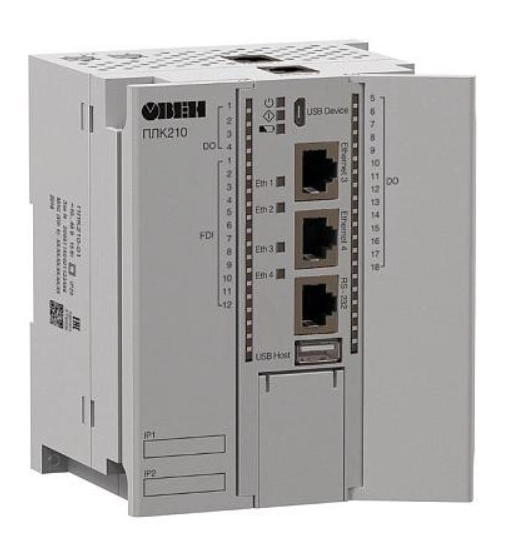 ОВЕН
ПЛК210
DO
1
2
3
4
FDI
1
2
3
4
5
6
7
8
9
10
11
12
USB Device
Ethernet 3
Eth 1
Eth 2
Ethernet 4
Eth 3
Eth 4
RS-232
USB Host
5
6
7
8
9
10
11
12
DO
13
14
15
16
17
18
IP1
IP2
ПЛК210-01